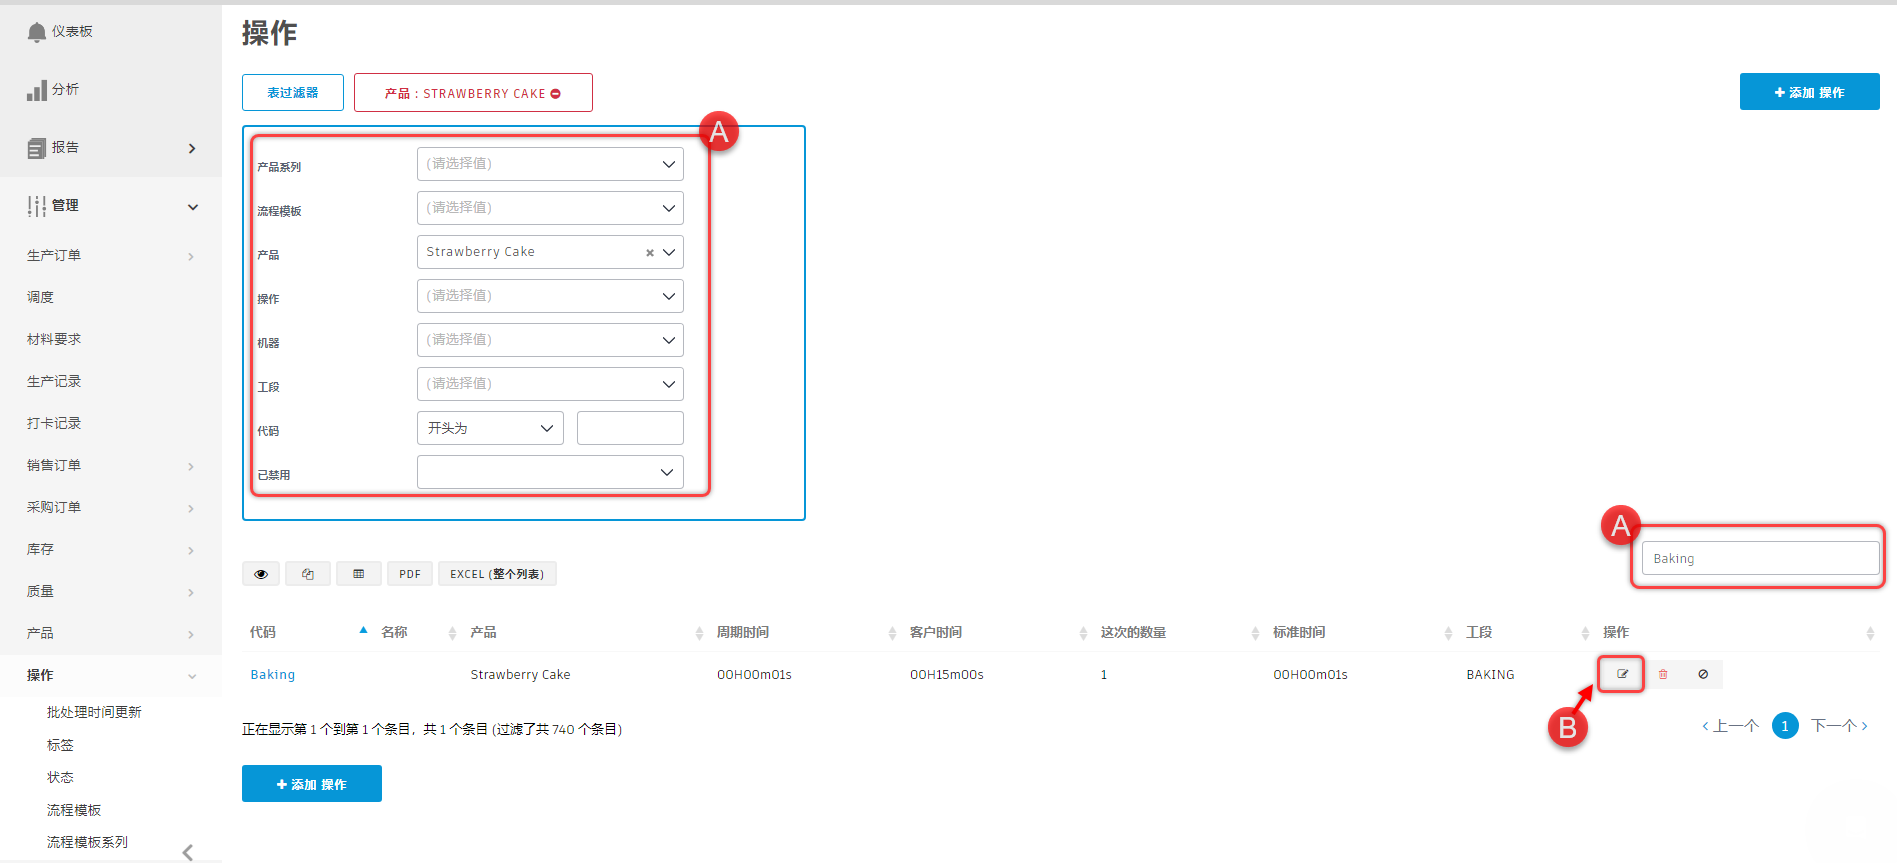 仪表板
分析
报告
管理
生产订单
调度
材料要求
生产记录
打卡记录
销售订单
采购订单
库存
质量
产品
操作
批处理时间更新
标签
状态
流程模板
流程模板系列
操作
表过滤器
产品 : STRAWBERRY CAKE
添加 操作
A
产品系列 (请选择值)
流程模板 (请选择值)
产品 Strawberry Cake
操作 (请选择值)
机器 (请选择值)
工段 (请选择值)
代码 开头为
已禁用
A
Baking
PDF EXCEL (整个列表)
代码 名称 产品 周期时间 客户时间 这次的数量 标准时间 工段 操作
Baking Strawberry Cake 00H00m01s 00H15m00s 1 00H00m01s BAKING
B
正在显示第 1 个到第 1 个条目，共 1 个条目 (过滤了共 740 个条目)
上一个 1 下一个
添加 操作